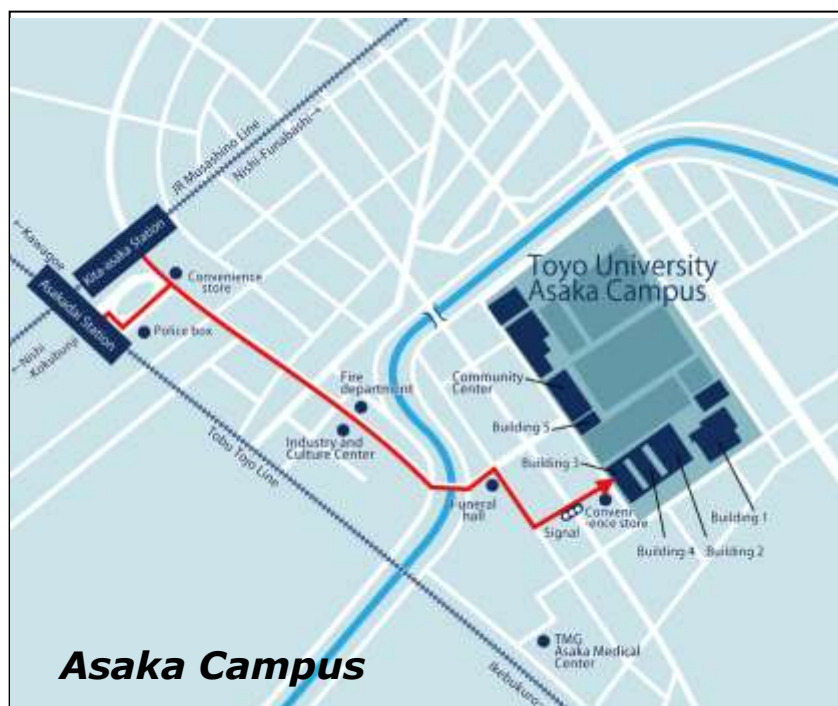 JR Musashino Line
Nishi-Funabashi→
←Kawagoe
Kita-asaka Station
Asakadai Station
Convenience
store
Police box
←Nishi
-Kokubunji
Toyo University
Asaka Campus
Fire
department
Community
Center
Tobu Tojo Line
Industry and
Culture Center
Building 5
Building 3
Funeral
hall
Signal
Conveni
-ence store
Building 1
Building 4
Building 2
TMG
Asaka Medical
Center
Ikebukuro
Asaka Campus